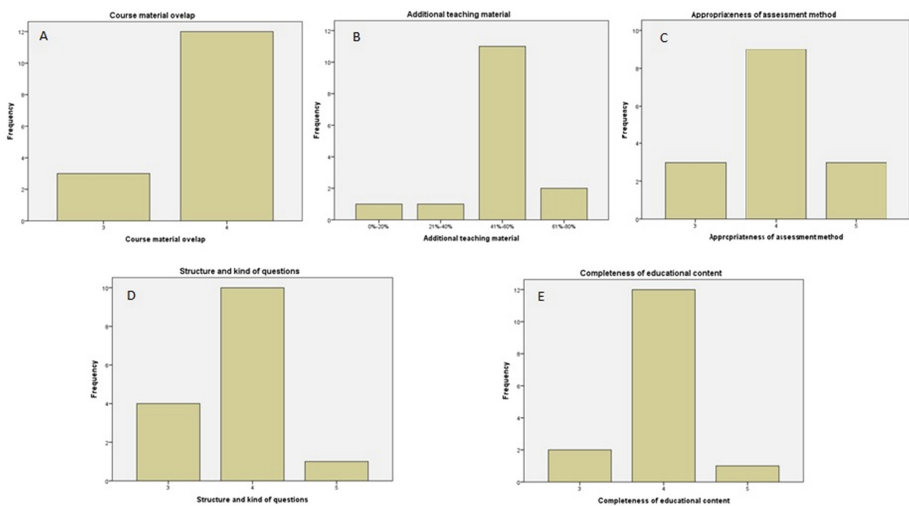 Course material ovelap
A
Frequency
12
10
8
6
4
2
0
3
4
Course material ovelap
Additional teaching material
B
Frequency
12
10
8
6
4
2
0
0%-20%
21%-40%
41%-60%
61%-80%
Additional teaching material
Appropriateness of assessment method
C
Frequency
10
8
6
4
2
0
3
4
5
Appropriateness of assessment method
Structure and kind of questions
D
Frequency
10
8
6
4
2
0
3
4
5
Structure and kind of questions
Completeness of educational content
E
Frequency
12
10
8
6
4
2
0
3
4
5
Completeness of educational content